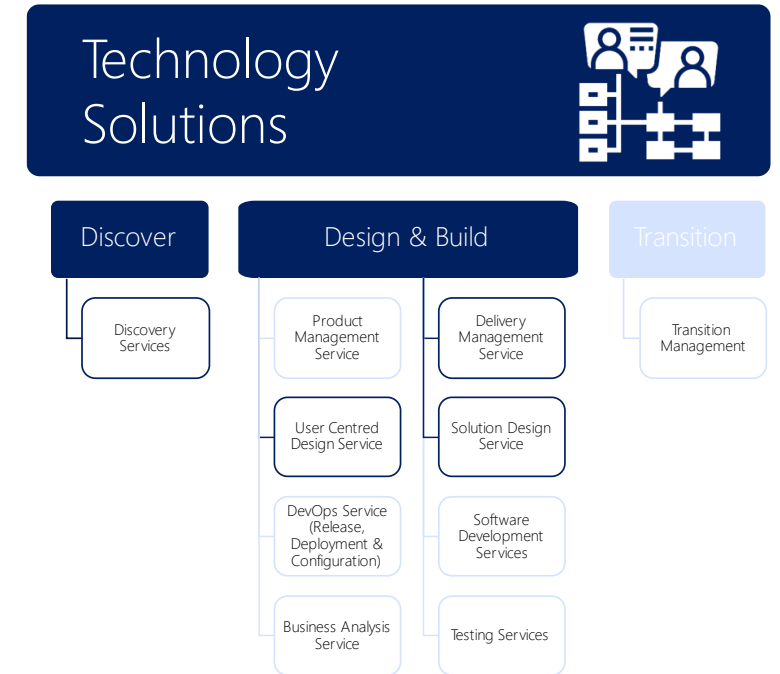 Technology
Solutions
Discover
Design & Build
Transition
Discovery
Services
Product
Management
Service
Delivery
Management
Service
Transition
Management
User Centred
Design Service
Solution Design
Service
DevOps Service
(Release,
Deployment &
Configuration)
Software
Development
Services
Business Analysis
Service
Testing Services